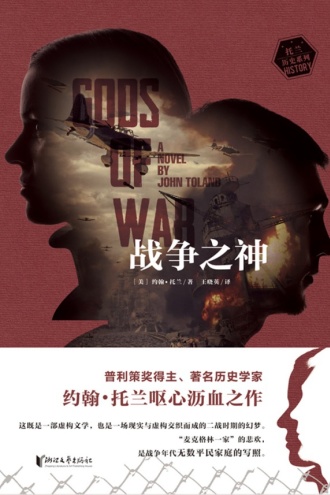 托兰
历史系列
HISTORY
GODS
OF
WAR
A
NOVEL
BY
JOHN TOLAND
战争之神
[美] 约翰·托兰/著 王晓英/译
普利策奖得主、著名历史学家
约翰·托兰呕心沥血之作
这既是一部虚构文学,也是一场现实与虚构交织而成的二战时期的幻梦。
“麦克格林一家”的悲欢,
是战争年代无数平民家庭的写照。
浙江文艺出版社